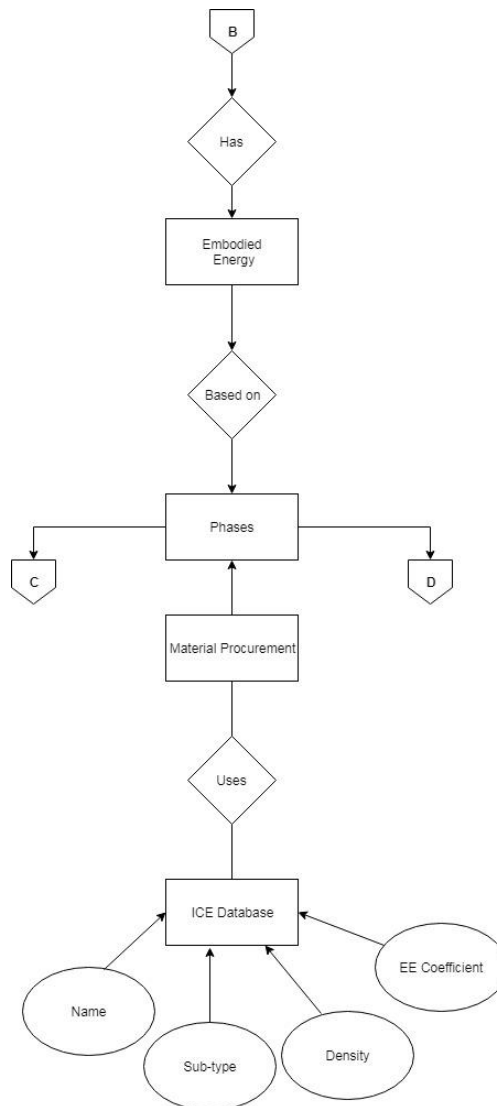 B
Has
Embodied
Energy
Based on
Phases
C
D
Material Procurement
Uses
ICE Database
EE Coefficient
Name
Density
Sub-type